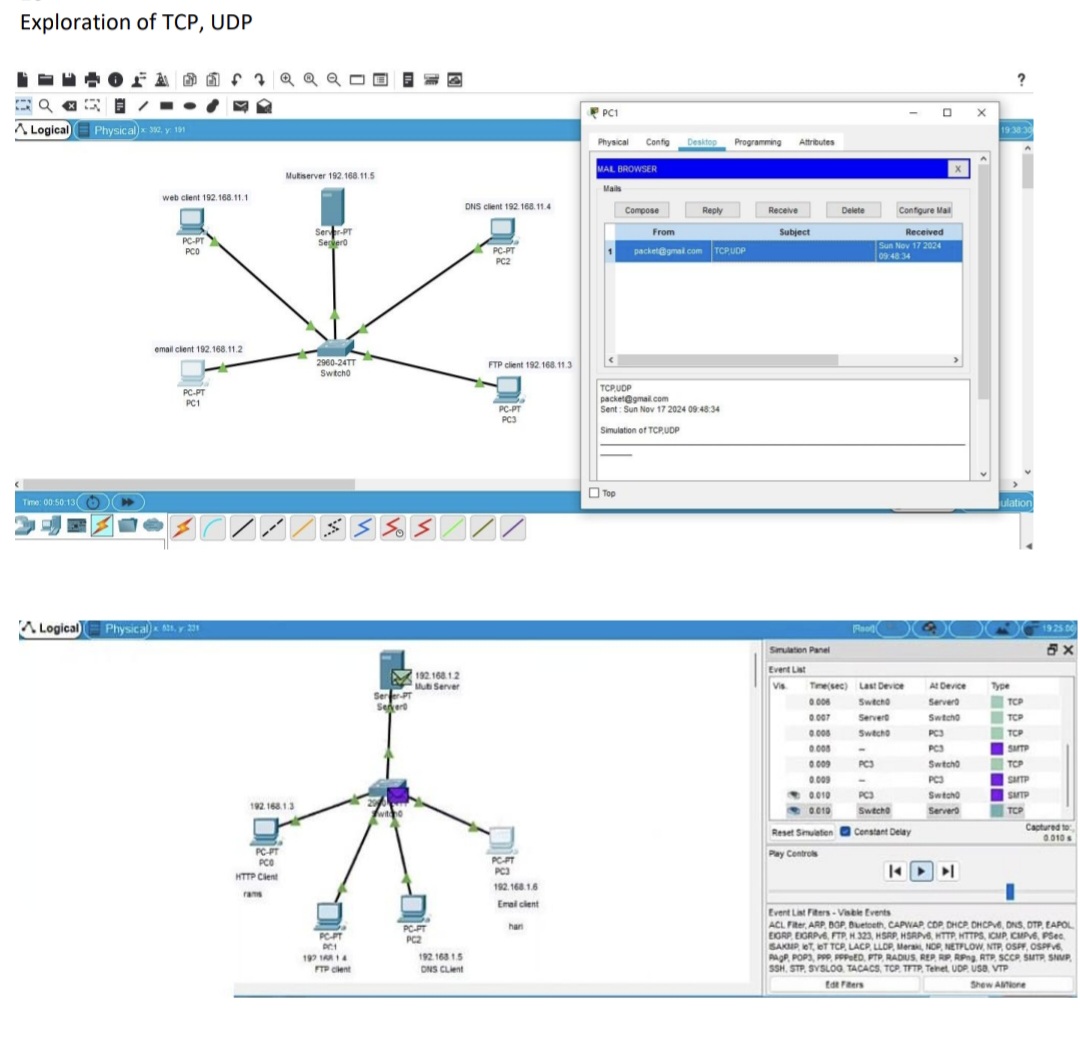 Exploration of TCP, UDP
?
Logical Physical x: 392, y: 191
19:38:30
PC1
Physical Config Desktop Programming Attributes
MAIL BROWSER X
Mails
Compose Reply Receive Delete Configure Mail
From Subject Received
1 packet@gmail.com TCP,UDP Sun Nov 17 2024
09:48:34
TCP,UDP
packet@gmail.com
Sent : Sun Nov 17 2024 09:48:34
Simulation of TCP,UDP
Top
Multiserver 192.168.11.5
web client 192.168.11.1
DNS client 192.168.11.4
Server-PT
Server0
PC-PT
PC0
PC-PT
PC2
email client 192.168.11.2
2960-24TT
Switch0
FTP client 192.168.11.3
PC-PT
PC1
PC-PT
PC3
Time: 00:50:13
ulation
Logical Physical
[Root] 19:25:00
192.168.1.2
Multi Server
Server-PT
Server0
192.168.1.3
PC-PT
PC0
HTTP Client
rams
PC-PT
PC3
192.168.1.6
Email client
hari
PC-PT
PC1
192.168.1.4
FTP client
PC-PT
PC2
192.168.1.5
DNS CLient
Simulation Panel
Event List
Vis. Time(sec) Last Device At Device Type
0.006 Switch0 Server0 TCP
0.007 Server0 Switch0 TCP
0.008 Switch0 PC3 TCP
0.008 -- PC3 SMTP
0.009 PC3 Switch0 TCP
0.009 -- PC3 SMTP
0.010 PC3 Switch0 SMTP
0.010 Switch0 Server0 TCP
Reset Simulation Constant Delay Captured to:
0.010 s
Play Controls
Event List Filters - Visible Events
ACL Filter, ARP, BGP, Bluetooth, CAPWAP, CDP, DHCP, DHCPv6, DNS, DTP, EAPOL,
EIGRP, EIGRPv6, FTP, H.323, HSRP, HSRPv6, HTTP, HTTPS, ICMP, ICMPv6, IPSec,
ISAKMP, IoT, IoT TCP, LACP, LLDP, Meraki, NDP, NETFLOW, NTP, OSPF, OSPFv6,
PAgP, POP3, PPP, PPPoED, PTP, RADIUS, REP, RIP, RIPng, RTP, SCCP, SMTP, SNMP,
SSH, STP, SYSLOG, TACACS, TCP, TFTP, Telnet, UDP, USB, VTP
Edit Filters Show All/None